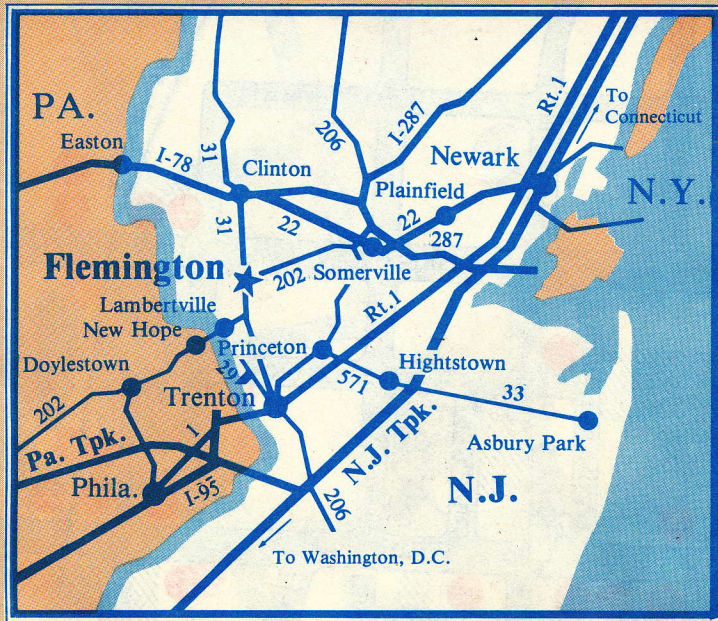 PA.
Easton
I-78
31
206
I-287
Rt.1
To
Connecticut
Clinton
Newark
Plainfield
N.Y.
31
22
22
287
Flemington
202
Somerville
Lambertville
New Hope
Rt.1
Princeton
Doylestown
29
571
Hightstown
202
Trenton
33
Pa. Tpk.
1
N.J. Tpk.
Asbury Park
Phila.
I-95
206
N.J.
To Washington, D.C.